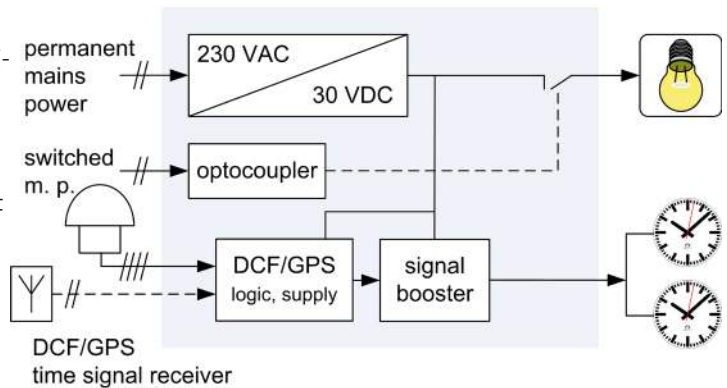 permanent
mains
power
230 VAC
30 VDC
switched
m. p.
optocoupler
DCF/GPS
logic, supply
signal
booster
DCF/GPS
time signal receiver